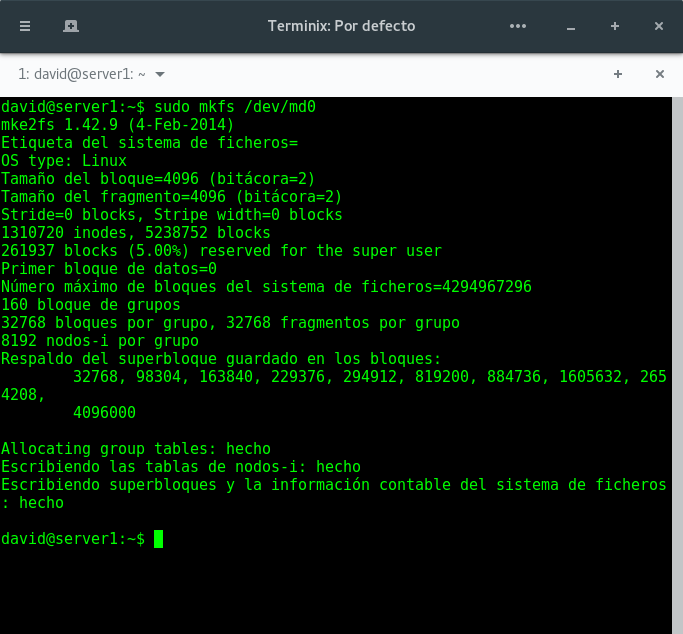 Terminix: Por defecto
1: david@server1: ~
david@server1:~$ sudo mkfs /dev/md0
mke2fs 1.42.9 (4-Feb-2014)
Etiqueta del sistema de ficheros=
OS type: Linux
Tamaño del bloque=4096 (bitácora=2)
Tamaño del fragmento=4096 (bitácora=2)
Stride=0 blocks, Stripe width=0 blocks
1310720 inodes, 5238752 blocks
261937 blocks (5.00%) reserved for the super user
Primer bloque de datos=0
Número máximo de bloques del sistema de ficheros=4294967296
160 bloque de grupos
32768 bloques por grupo, 32768 fragmentos por grupo
8192 nodos-i por grupo
Respaldo del superbloque guardado en los bloques:
32768, 98304, 163840, 229376, 294912, 819200, 884736, 1605632, 265
4208,
4096000
Allocating group tables: hecho
Escribiendo las tablas de nodos-i: hecho
Escribiendo superbloques y la información contable del sistema de ficheros
: hecho
david@server1:~$